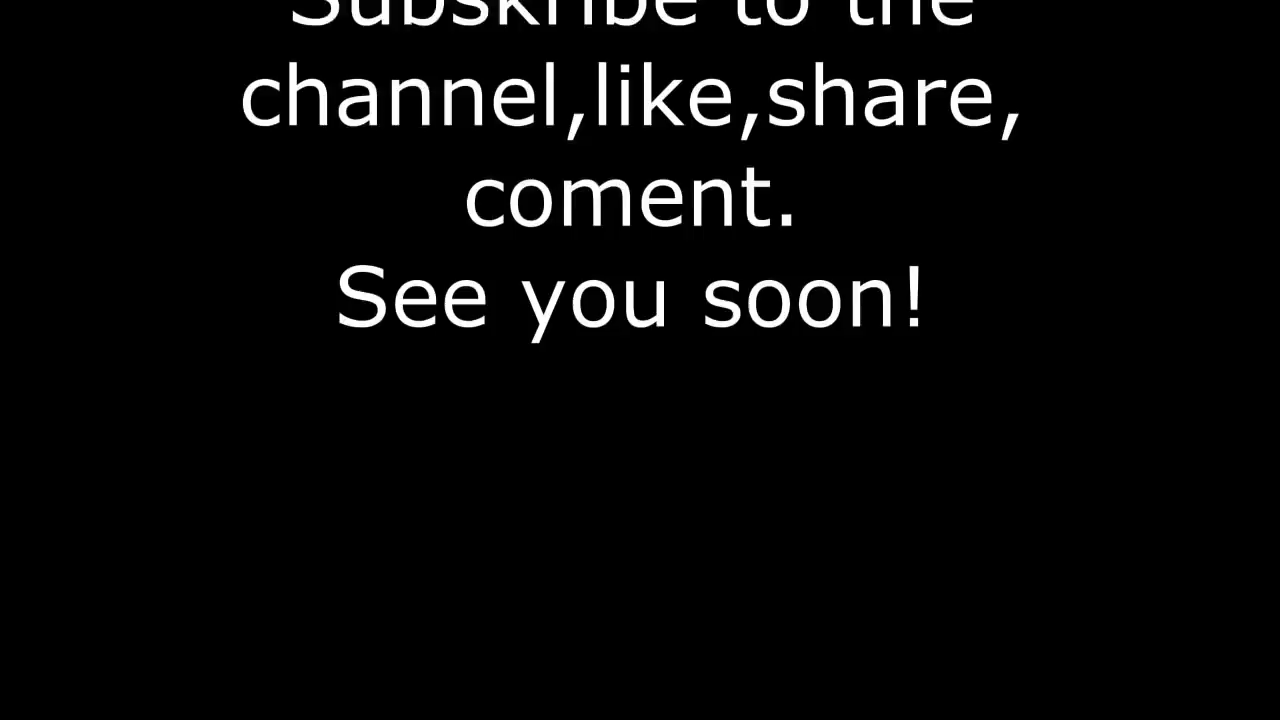 Subskribe to the
channel,like,share,
coment.
See you soon!